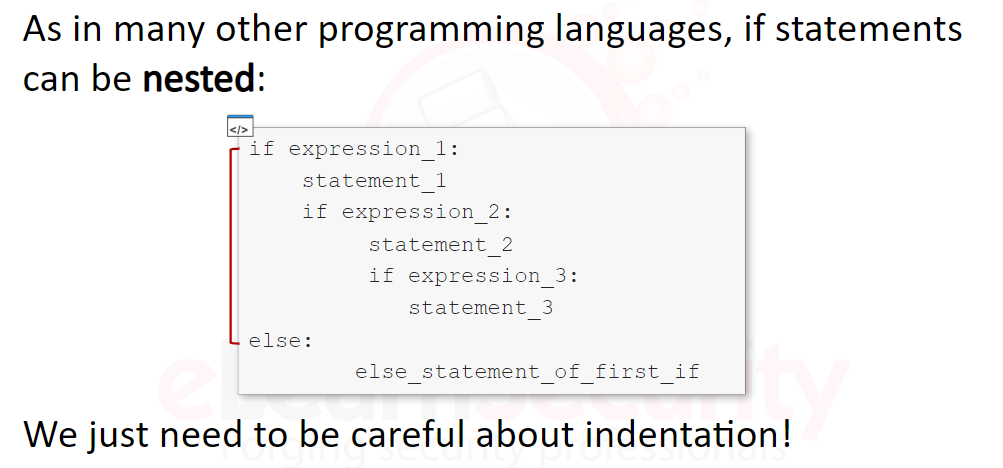 As in many other programming languages, if statements
can be nested:
</>
if expression_1:
statement_1
if expression_2:
statement_2
if expression_3:
statement_3
else:
else_statement_of_first_if
eLearnSecurity
We just need to be careful about indentation!
Forging security professionals